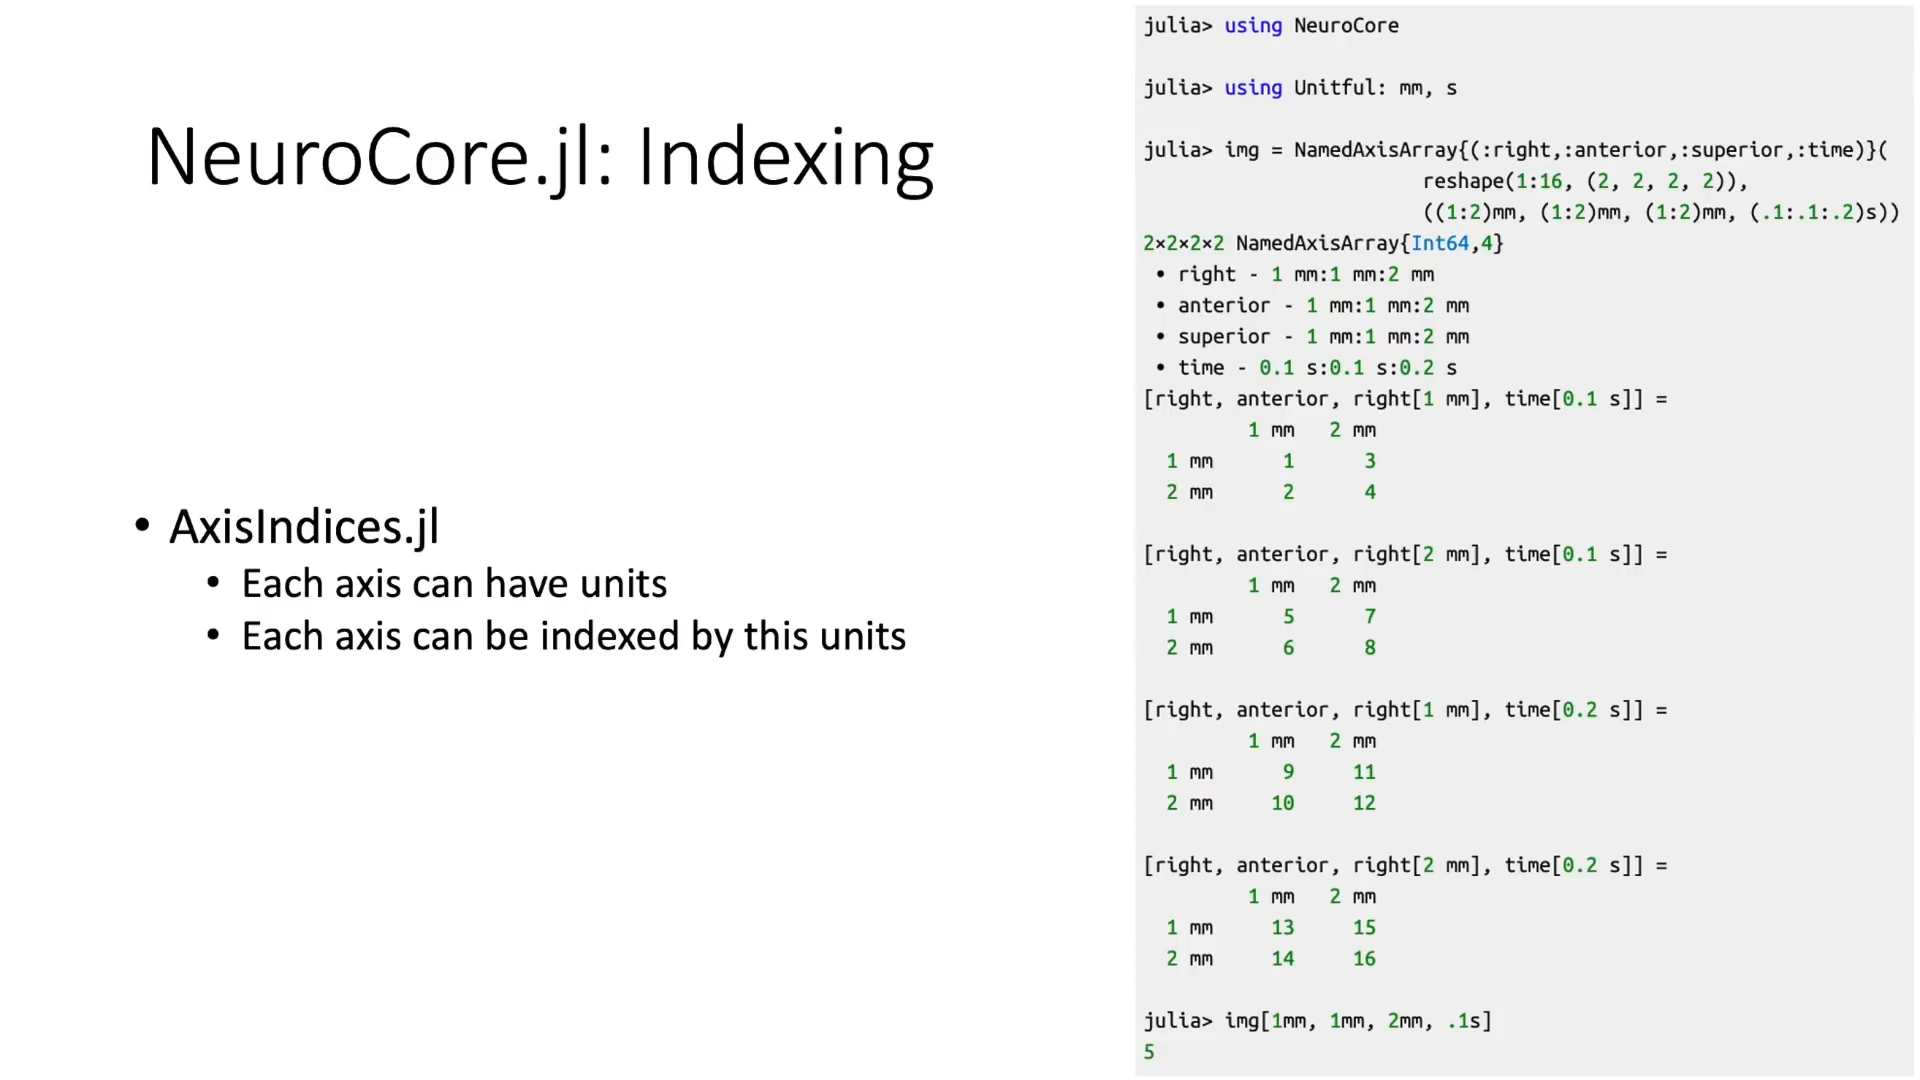 NeuroCore.jl: Indexing
• AxisIndices.jl
• Each axis can have units
• Each axis can be indexed by this units
julia> using NeuroCore
julia> using Unitful: mm, s
julia> img = NamedAxisArray{(:right,:anterior,:superior,:time)}(
reshape(1:16, (2, 2, 2, 2)),
((1:2)mm, (1:2)mm, (1:2)mm, (.1:.1:.2)s))
2×2×2×2 NamedAxisArray{Int64,4}
• right - 1 mm:1 mm:2 mm
• anterior - 1 mm:1 mm:2 mm
• superior - 1 mm:1 mm:2 mm
• time - 0.1 s:0.1 s:0.2 s
[right, anterior, right[1 mm], time[0.1 s]] =
1 mm 2 mm
1 mm 1 3
2 mm 2 4
[right, anterior, right[2 mm], time[0.1 s]] =
1 mm 2 mm
1 mm 5 7
2 mm 6 8
[right, anterior, right[1 mm], time[0.2 s]] =
1 mm 2 mm
1 mm 9 11
2 mm 10 12
[right, anterior, right[2 mm], time[0.2 s]] =
1 mm 2 mm
1 mm 13 15
2 mm 14 16
julia> img[1mm, 1mm, 2mm, .1s]
5